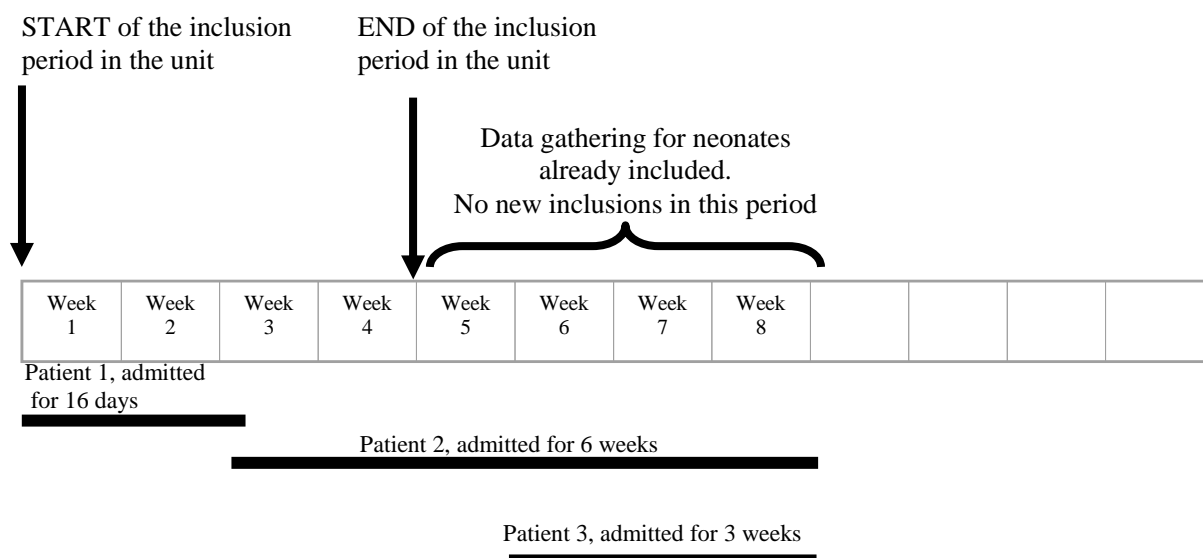 START of the inclusion
period in the unit
END of the inclusion
period in the unit
Data gathering for neonates
already included.
No new inclusions in this period
Week
1
Week
2
Week
3
Week
4
Week
5
Week
6
Week
7
Week
8
Patient 1, admitted
for 16 days
Patient 2, admitted for 6 weeks
Patient 3, admitted for 3 weeks